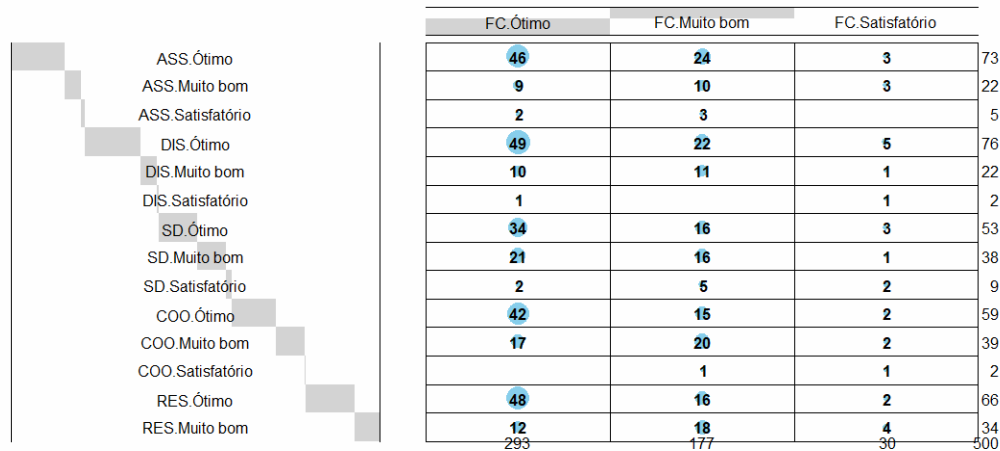 FC.Ótimo FC.Muito bom FC.Satisfatório
ASS.Ótimo 46 24 3 73
ASS.Muito bom 9 10 3 22
ASS.Satisfatório 2 3 5
DIS.Ótimo 49 22 5 76
DIS.Muito bom 10 11 1 22
DIS.Satisfatório 1 1 2
SD.Ótimo 34 16 3 53
SD.Muito bom 21 16 1 38
SD.Satisfatório 2 5 2 9
COO.Ótimo 42 15 2 59
COO.Muito bom 17 20 2 39
COO.Satisfatório 1 1 2
RES.Ótimo 48 16 2 66
RES.Muito bom 12 18 4 34
293 177 30 500